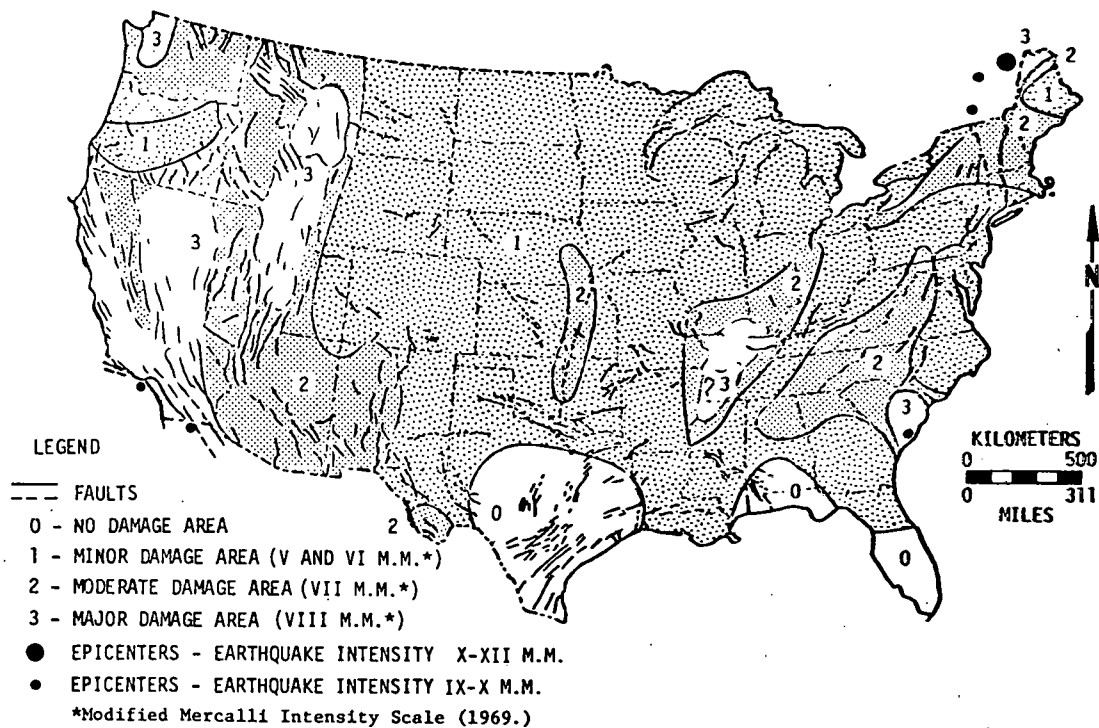 3
3
2
1
2
1
3
3
1
2
2
2
?3
2
3
0
0
0
2
N
KILOMETERS
0 500
0 311
MILES
LEGEND
FAULTS
0 - NO DAMAGE AREA
1 - MINOR DAMAGE AREA (V AND VI M.M.*)
2 - MODERATE DAMAGE AREA (VII M.M.*)
3 - MAJOR DAMAGE AREA (VIII M.M.*)
EPICENTERS - EARTHQUAKE INTENSITY X-XII M.M.
EPICENTERS - EARTHQUAKE INTENSITY IX-X M.M.
*Modified Mercalli Intensity Scale (1969.)